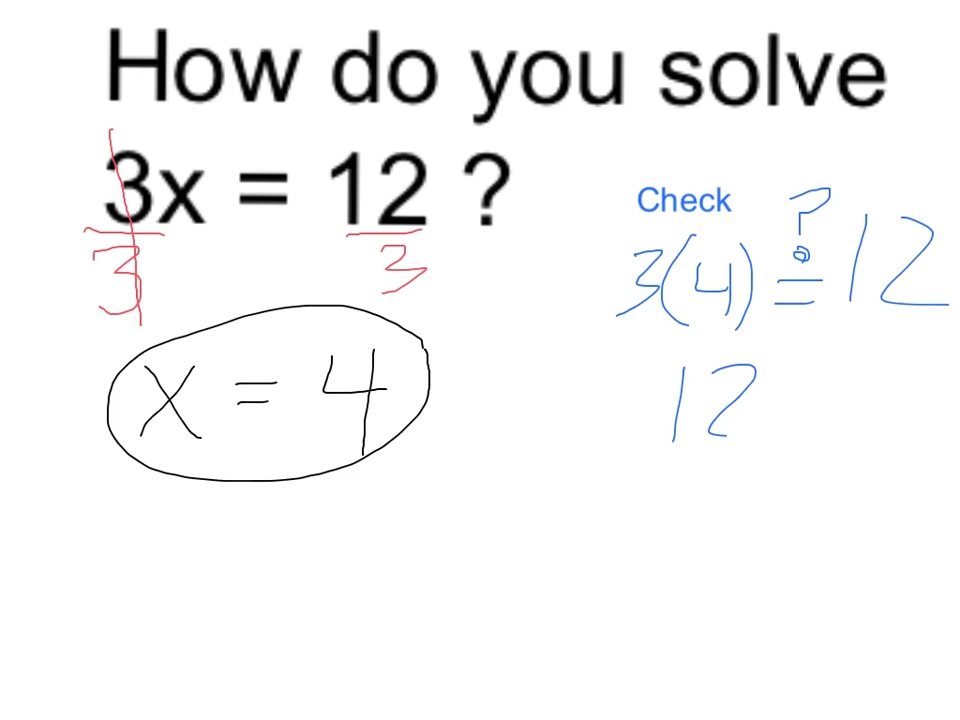 How do you solve
3x = 12 ?
3 3
x = 4
Check
3(4) ≟ 12
12